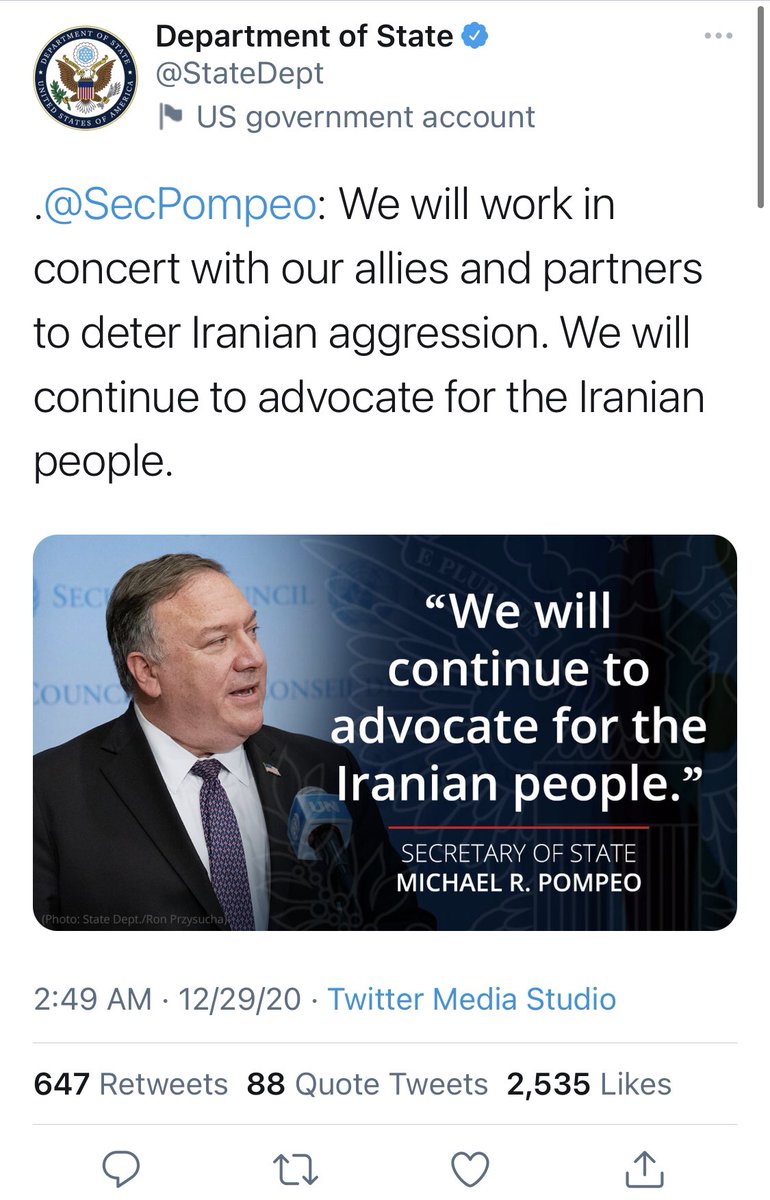 Department of State
@StateDept
US government account
.@SecPompeo: We will work in
concert with our allies and partners
to deter Iranian aggression. We will
continue to advocate for the Iranian
people.
“We will
continue to
advocate for the
Iranian people.”
SECRETARY OF STATE
MICHAEL R. POMPEO
UN
(Photo: State Dept./Ron Przysucha)
2:49 AM · 12/29/20 · Twitter Media Studio
647 Retweets 88 Quote Tweets 2,535 Likes